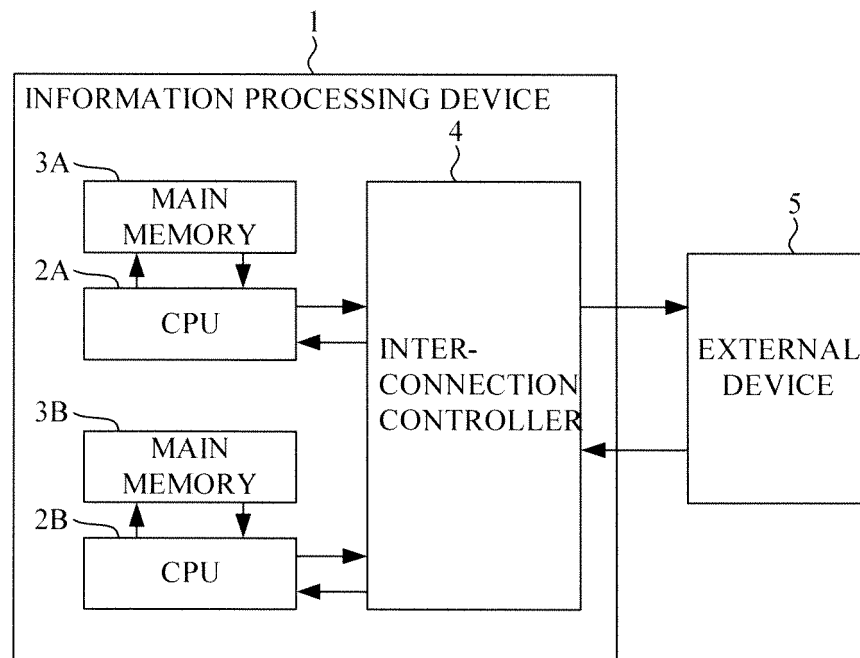 1
INFORMATION PROCESSING DEVICE
4
3A
MAIN
MEMORY
5
2A
CPU
INTER-
CONNECTION
CONTROLLER
EXTERNAL
DEVICE
3B
MAIN
MEMORY
2B
CPU